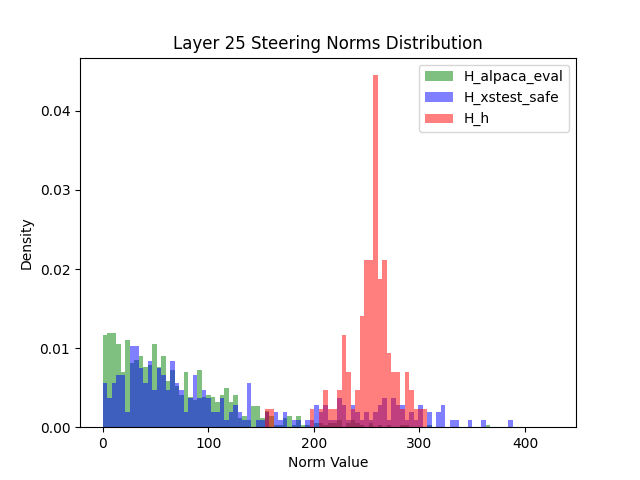 Layer 25 Steering Norms Distribution
H_alpaca_eval
H_xstest_safe
H_h
Density
0.04
0.03
0.02
0.01
0.00
0 100 200 300 400
Norm Value